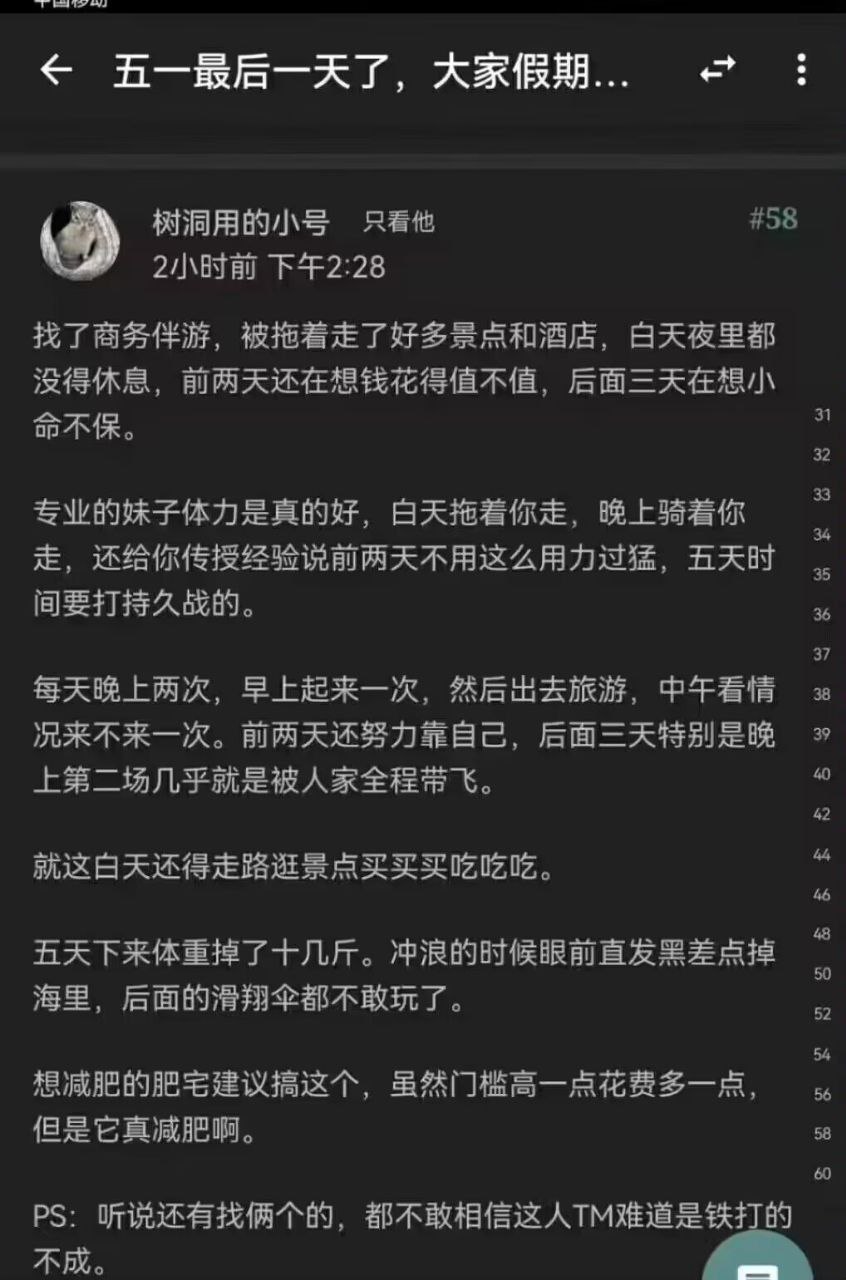 中国移动
五一最后一天了，大家假期...
树洞用的小号 只看他 #58
2小时前 下午2:28
找了商务伴游，被拖着走了好多景点和酒店，白天夜里都
没得休息，前两天还在想钱花得值不值，后面三天在想小
命不保。
专业的妹子体力是真的好，白天拖着你走，晚上骑着你
走，还给你传授经验说前两天不用这么用力过猛，五天时
间要打持久战的。
每天晚上两次，早上起来一次，然后出去旅游，中午看情
况来不来一次。前两天还努力靠自己，后面三天特别是晚
上第二场几乎就是被人家全程带飞。
就这白天还得走路逛景点买买买吃吃吃。
五天下来体重掉了十几斤。冲浪的时候眼前直发黑差点掉
海里，后面的滑翔伞都不敢玩了。
想减肥的肥宅建议搞这个，虽然门槛高一点花费多一点，
但是它真减肥啊。
PS：听说还有找俩个的，都不敢相信这人TM难道是铁打的
不成。
31
32
33
34
35
36
37
38
39
40
42
44
46
48
50
52
54
56
58
60